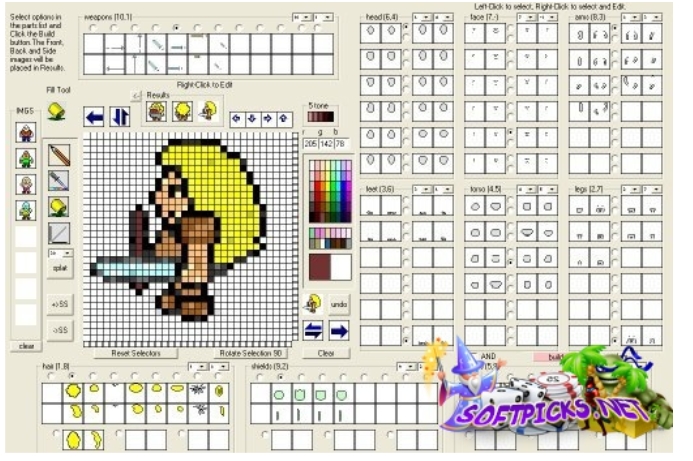 Select options in
the parts list and
Click the Build
button. The Front,
Back and Side
images will be
placed in Results.
weapons (10,1)
Left-Click to select, Right-Click to select and Edit.
head (6,4)
face (7,-)
arms (8,3)
Right-Click to Edit
Fill Tool
Results
IMGS
5 tone
r g b
205 142 78
feet (3,6)
torso (4,5)
legs (2,7)
splat
+>SS
->SS
undo
clear
Reset Selectors
Rotate Selection 90
Clear
AND
build
hair (1,8)
shields (9,2)
SOFTPICKS.NET